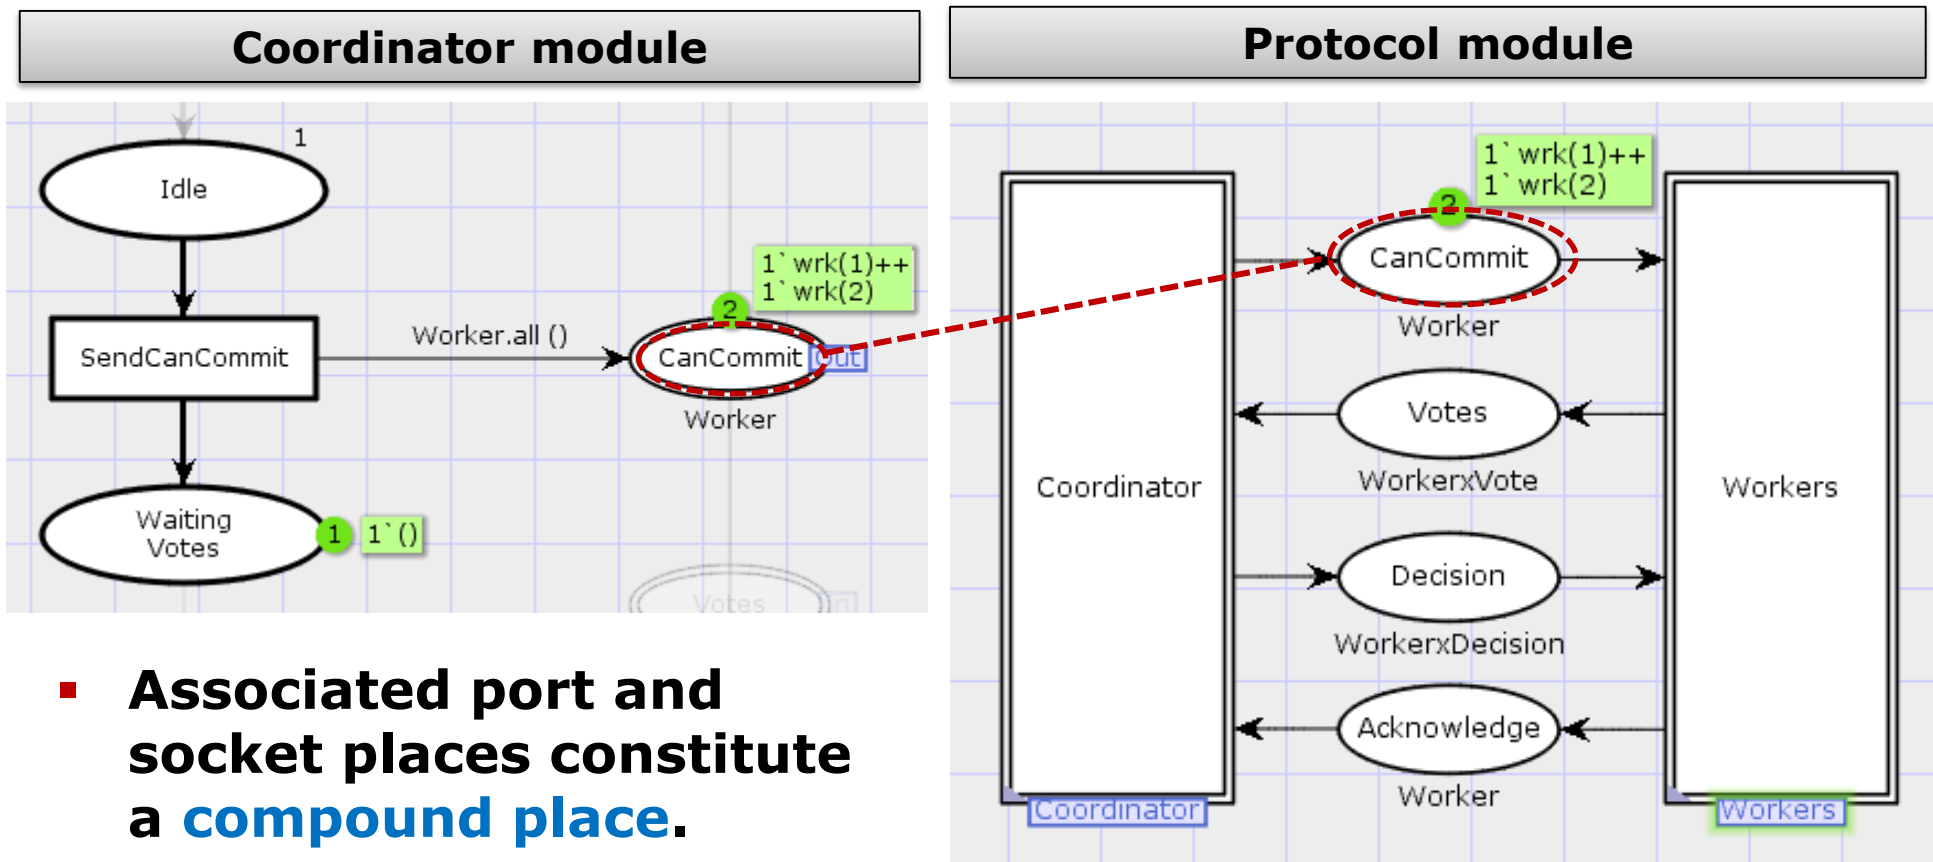 Coordinator module
Protocol module
1
Idle
1`wrk(1)++
1`wrk(2)
2
SendCanCommit
Worker.all ()
CanCommit
Out
Worker
Waiting
Votes
1
1`()
Votes
In
1`wrk(1)++
1`wrk(2)
2
CanCommit
Worker
Votes
WorkerxVote
Coordinator
Workers
Decision
WorkerxDecision
Acknowledge
Worker
Coordinator
Workers
Associated port and
socket places constitute
a compound place.